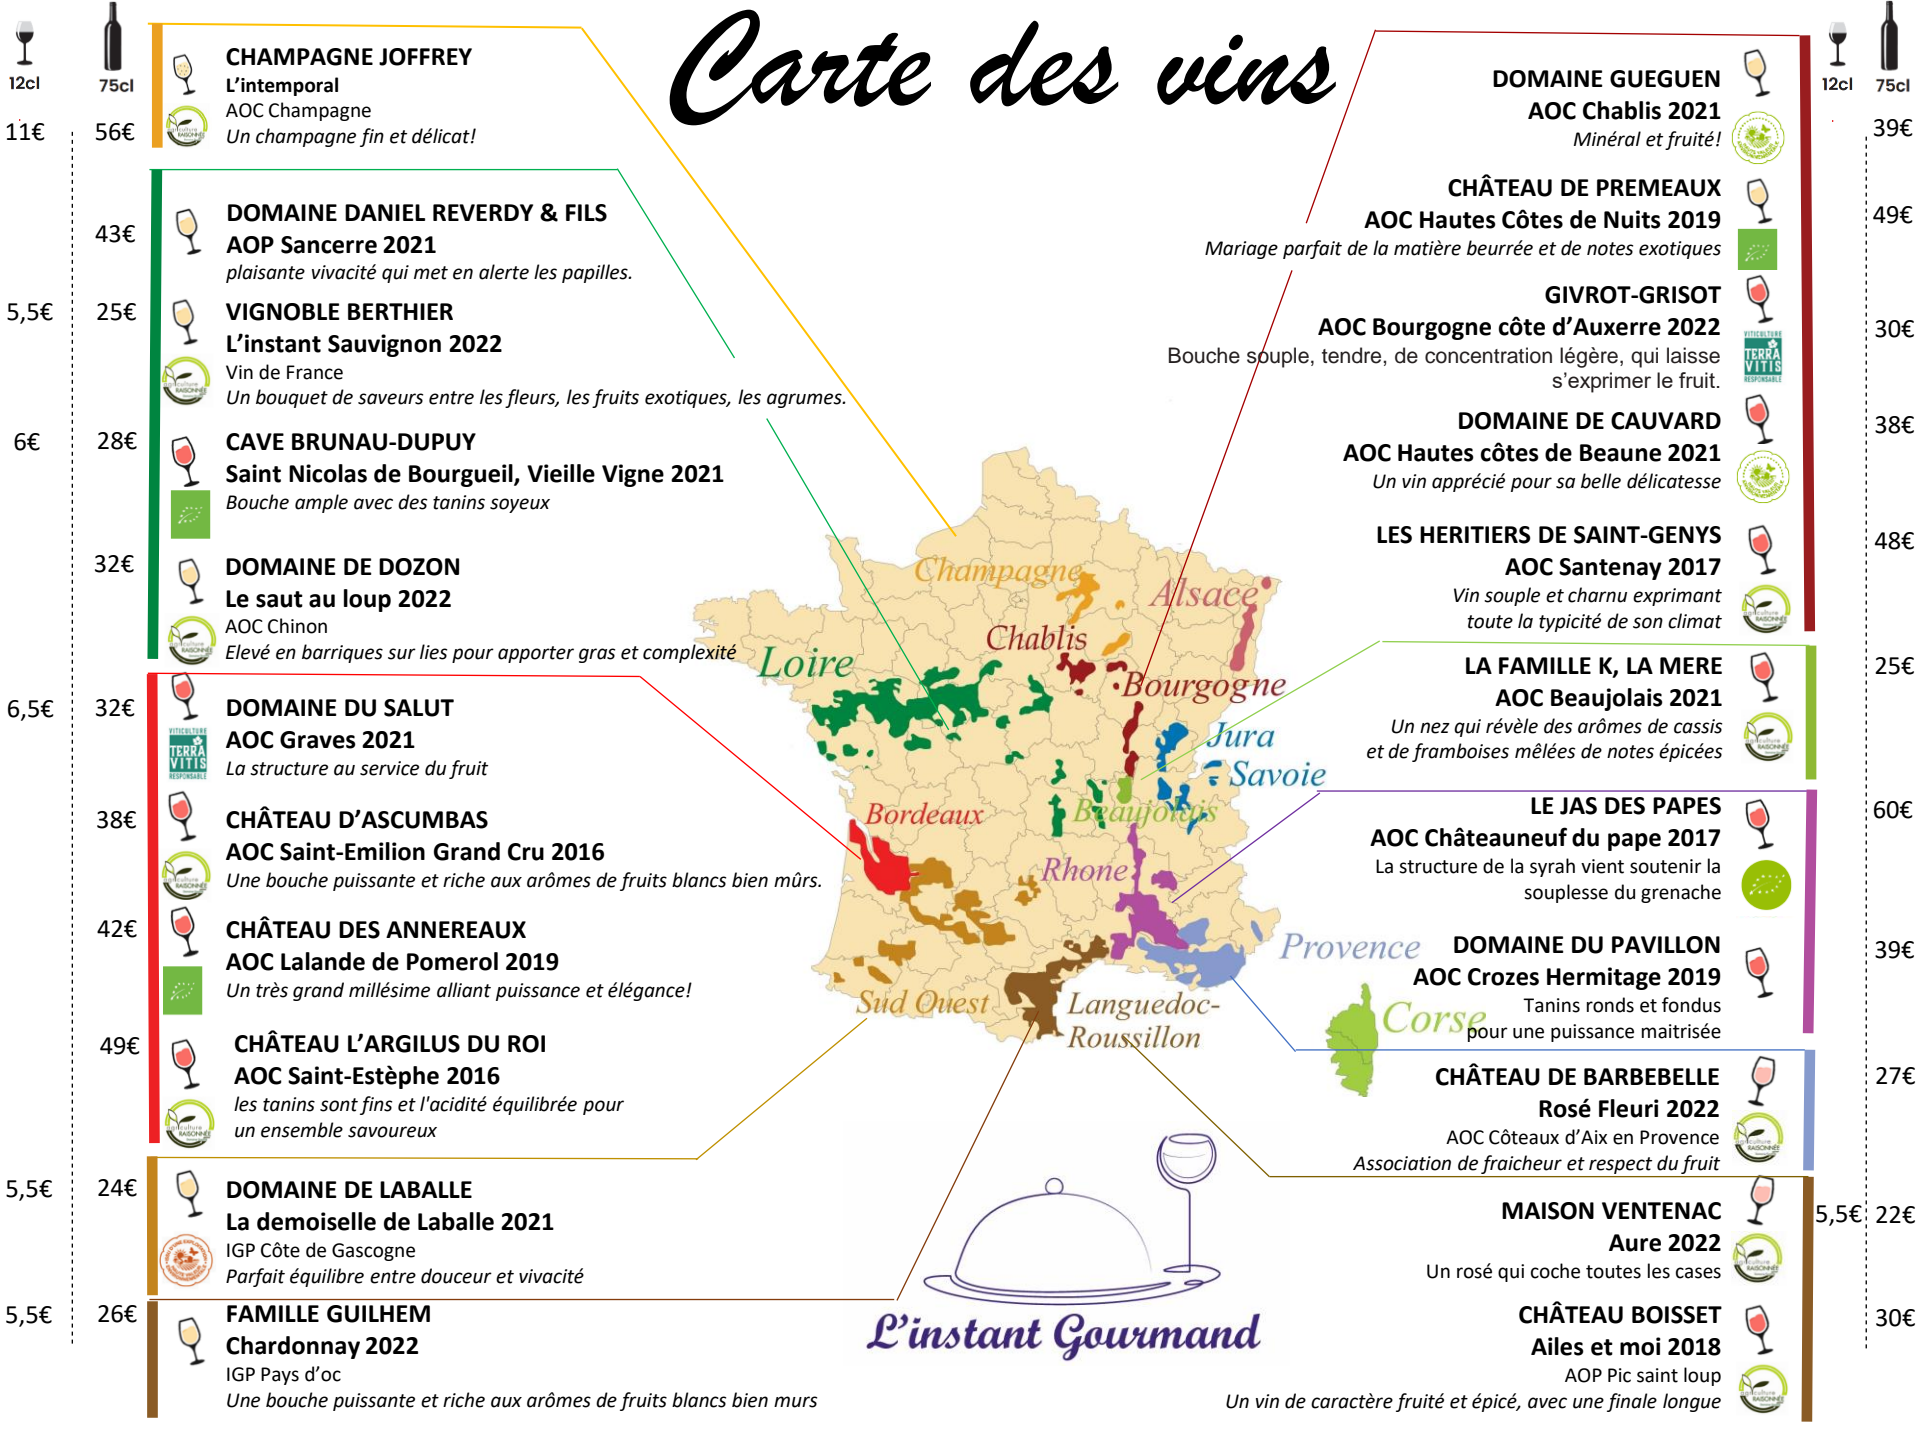 Carte des vins
12cl
75cl
CHAMPAGNE JOFFREY
L’intemporal
AOC Champagne
Un champagne fin et délicat!
11€
56€
DOMAINE DANIEL REVERDY & FILS
AOP Sancerre 2021
plaisante vivacité qui met en alerte les papilles.
43€
VIGNOBLE BERTHIER
L’instant Sauvignon 2022
Vin de France
Un bouquet de saveurs entre les fleurs, les fruits exotiques, les agrumes.
5,5€
25€
CAVE BRUNAU-DUPUY
Saint Nicolas de Bourgueil, Vieille Vigne 2021
Bouche ample avec des tanins soyeux
6€
28€
DOMAINE DE DOZON
Le saut au loup 2022
AOC Chinon
Elevé en barriques sur lies pour apporter gras et complexité
32€
DOMAINE DU SALUT
AOC Graves 2021
La structure au service du fruit
6,5€
32€
VITICULTURE
TERRA
VITIS
RESPONSABLE
CHÂTEAU D’ASCUMBAS
AOC Saint-Emilion Grand Cru 2016
Une bouche puissante et riche aux arômes de fruits blancs bien mûrs.
38€
CHÂTEAU DES ANNEREAUX
AOC Lalande de Pomerol 2019
Un très grand millésime alliant puissance et élégance!
42€
CHÂTEAU L’ARGILUS DU ROI
AOC Saint-Estèphe 2016
les tanins sont fins et l'acidité équilibrée pour
un ensemble savoureux
49€
DOMAINE DE LABALLE
La demoiselle de Laballe 2021
IGP Côte de Gascogne
Parfait équilibre entre douceur et vivacité
5,5€
24€
FAMILLE GUILHEM
Chardonnay 2022
IGP Pays d’oc
Une bouche puissante et riche aux arômes de fruits blancs bien murs
5,5€
26€
Champagne
Alsace
Chablis
Loire
Bourgogne
Jura
Savoie
Bordeaux
Beaujolais
Rhone
Provence
Sud Ouest
Languedoc-
Roussillon
Corse
L’instant Gourmand
12cl
75cl
DOMAINE GUEGUEN
AOC Chablis 2021
Minéral et fruité!
39€
CHÂTEAU DE PREMEAUX
AOC Hautes Côtes de Nuits 2019
Mariage parfait de la matière beurrée et de notes exotiques
49€
GIVROT-GRISOT
AOC Bourgogne côte d’Auxerre 2022
Bouche souple, tendre, de concentration légère, qui laisse
s’exprimer le fruit.
30€
VITICULTURE
TERRA
VITIS
RESPONSABLE
DOMAINE DE CAUVARD
AOC Hautes côtes de Beaune 2021
Un vin apprécié pour sa belle délicatesse
38€
LES HERITIERS DE SAINT-GENYS
AOC Santenay 2017
Vin souple et charnu exprimant
toute la typicité de son climat
48€
LA FAMILLE K, LA MERE
AOC Beaujolais 2021
Un nez qui révèle des arômes de cassis
et de framboises mêlées de notes épicées
25€
LE JAS DES PAPES
AOC Châteauneuf du pape 2017
La structure de la syrah vient soutenir la
souplesse du grenache
60€
DOMAINE DU PAVILLON
AOC Crozes Hermitage 2019
Tanins ronds et fondus
pour une puissance maitrisée
39€
CHÂTEAU DE BARBEBELLE
Rosé Fleuri 2022
AOC Côteaux d’Aix en Provence
Association de fraicheur et respect du fruit
27€
MAISON VENTENAC
Aure 2022
Un rosé qui coche toutes les cases
5,5€
22€
CHÂTEAU BOISSET
Ailes et moi 2018
AOP Pic saint loup
Un vin de caractère fruité et épicé, avec une finale longue
30€